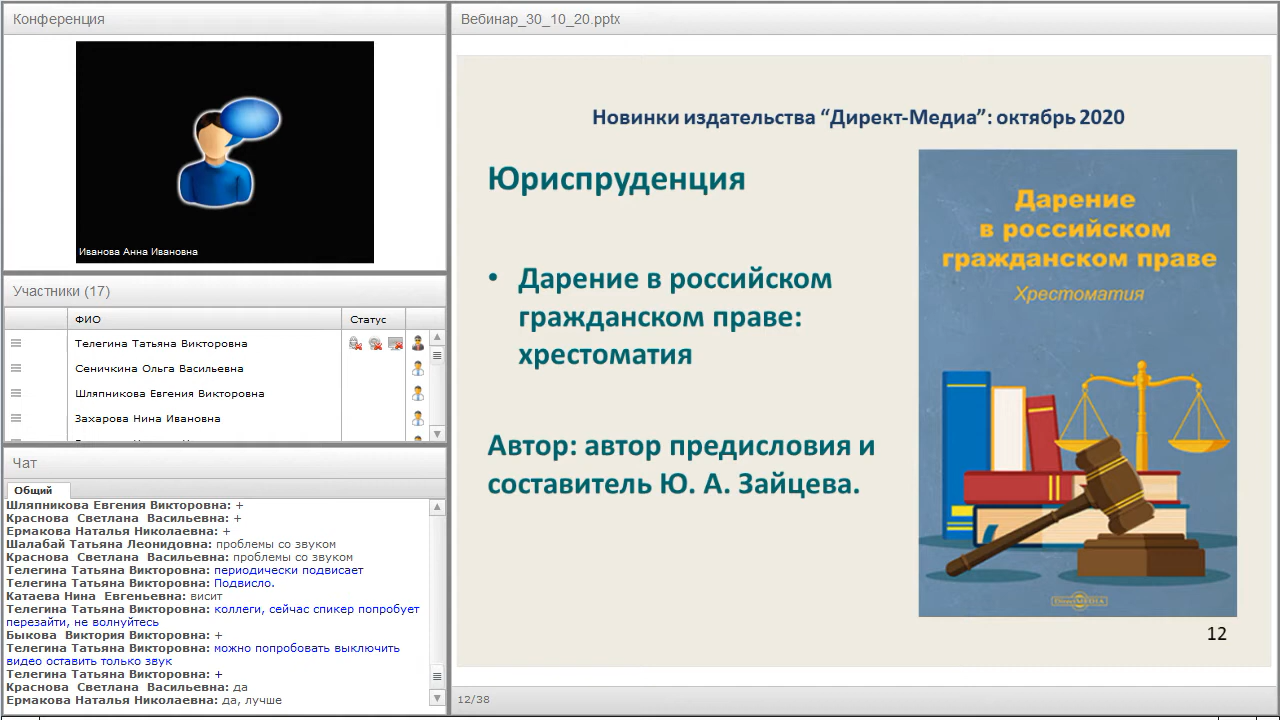 Конференция
Иванова Анна Ивановна
Участники (17)
ФИО Статус
Телегина Татьяна Викторовна
Сеничкина Ольга Васильевна
Шляпникова Евгения Викторовна
Захарова Нина Ивановна
Чат
Общий
Шляпникова Евгения Викторовна: +
Краснова Светлана Васильевна: +
Ермакова Наталья Николаевна: +
Шалабай Татьяна Леонидовна: проблемы со звуком
Краснова Светлана Васильевна: проблемы со звуком
Телегина Татьяна Викторовна: периодически подвисает
Телегина Татьяна Викторовна: Подвисло.
Катаева Нина Евгеньевна: висит
Телегина Татьяна Викторовна: коллеги, сейчас спикер попробует
перезайти, не волнуйтесь
Быкова Виктория Викторовна: +
Телегина Татьяна Викторовна: можно попробовать выключить
видео оставить только звук
Телегина Татьяна Викторовна: +
Краснова Светлана Васильевна: да
Ермакова Наталья Николаевна: да, лучше
Вебинар_30_10_20.pptx
Новинки издательства “Директ-Медиа”: октябрь 2020
Юриспруденция
• Дарение в российском
гражданском праве:
хрестоматия
Автор: автор предисловия и
составитель Ю. А. Зайцева.
Дарение
в российском
гражданском праве
Хрестоматия
DirectMEDIA
12
12/38